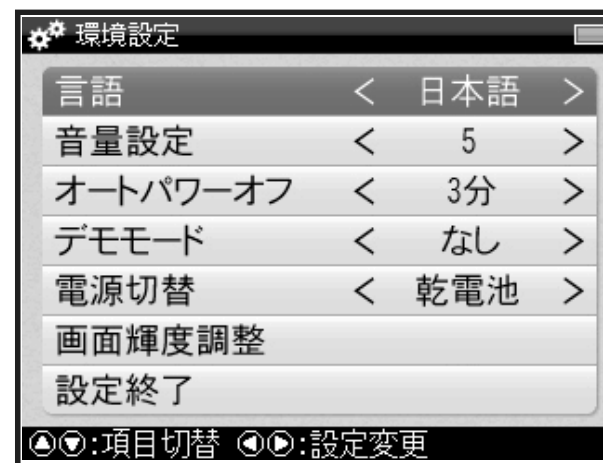 環境設定
言語 < 日本語 >
音量設定 < 5 >
オートパワーオフ < 3分 >
デモモード < なし >
電源切替 < 乾電池 >
画面輝度調整
設定終了
▲▼:項目切替 ◀▶:設定変更